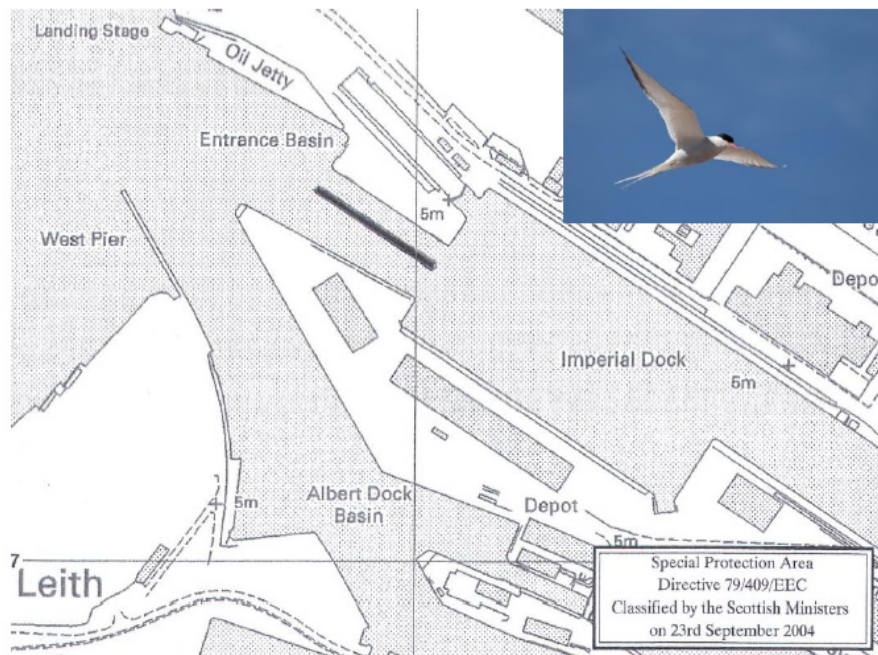 Landing Stage
Oil Jetty
Entrance Basin
5m
West Pier
Depo
Imperial Dock
5m
Albert Dock
Basin
5m
Depot
5m
7
Leith
Special Protection Area
Directive 79/409/EEC
Classified by the Scottish Ministers
on 23rd September 2004